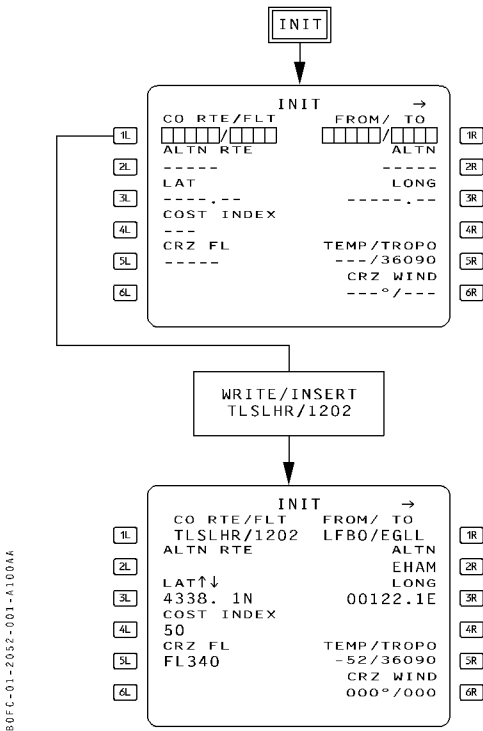 INIT
INIT →
CO RTE/FLT FROM/ TO
1L / / 1R
ALTN RTE ALTN
2L ----- ----- 2R
LAT LONG
3L ----.-- -----.-- 3R
COST INDEX
4L --- 4R
CRZ FL TEMP/TROPO
5L ----- ---/36090 5R
CRZ WIND
6L ---°/--- 6R
WRITE/INSERT
TLSLHR/1202
INIT →
CO RTE/FLT FROM/ TO
1L TLSLHR/1202 LFBO/EGLL 1R
ALTN RTE ALTN
2L EHAM 2R
LAT↑↓ LONG
3L 4338. 1N 00122.1E 3R
COST INDEX
4L 50 4R
CRZ FL TEMP/TROPO
5L FL340 -52/36090 5R
CRZ WIND
6L 000°/000 6R
B0FC-01-2052-001-A100AA